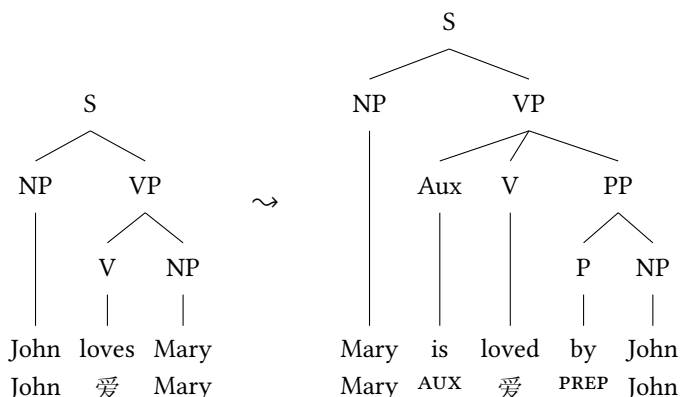 S
S
NP VP
NP VP
Aux V PP
V NP
⤳
P NP
John loves Mary
John 爱 Mary
Mary is loved by John
Mary AUX 爱 PREP John